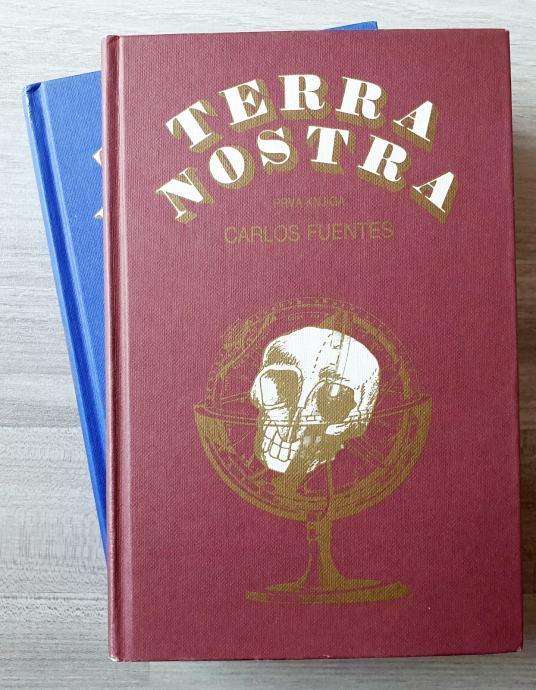 TERRA
NOSTRA
PRVA KNJIGA
CARLOS FUENTES